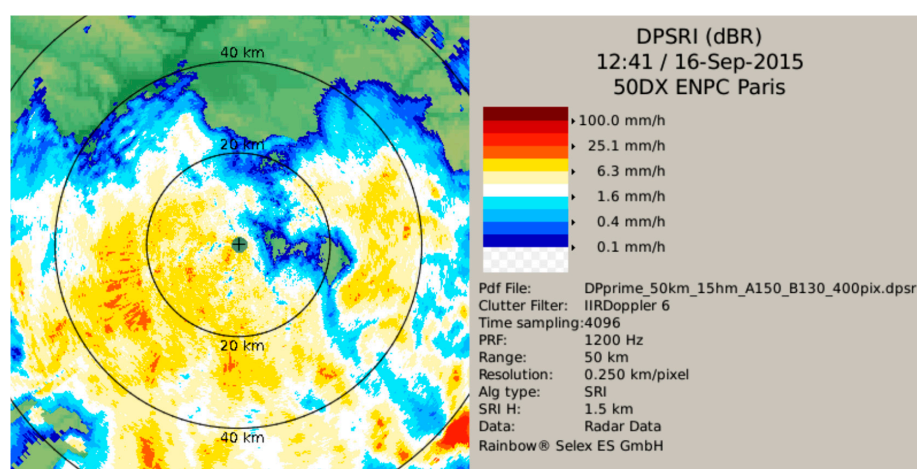 40 km
20 km
20 km
40 km
DPSRI (dBR)
12:41 / 16-Sep-2015
50DX ENPC Paris
100.0 mm/h
25.1 mm/h
6.3 mm/h
1.6 mm/h
0.4 mm/h
0.1 mm/h
Pdf File: DPprime_50km_15hm_A150_B130_400pix.dpsr
Clutter Filter: IIRDoppler 6
Time sampling:4096
PRF: 1200 Hz
Range: 50 km
Resolution: 0.250 km/pixel
Alg type: SRI
SRI H: 1.5 km
Data: Radar Data
Rainbow® Selex ES GmbH